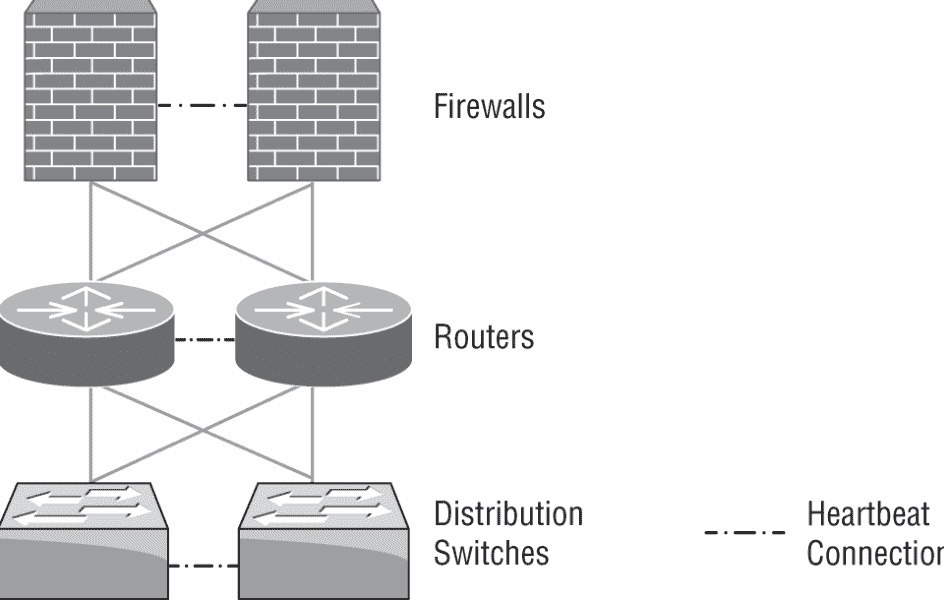 Firewalls
Routers
Distribution
Switches
Heartbeat
Connection